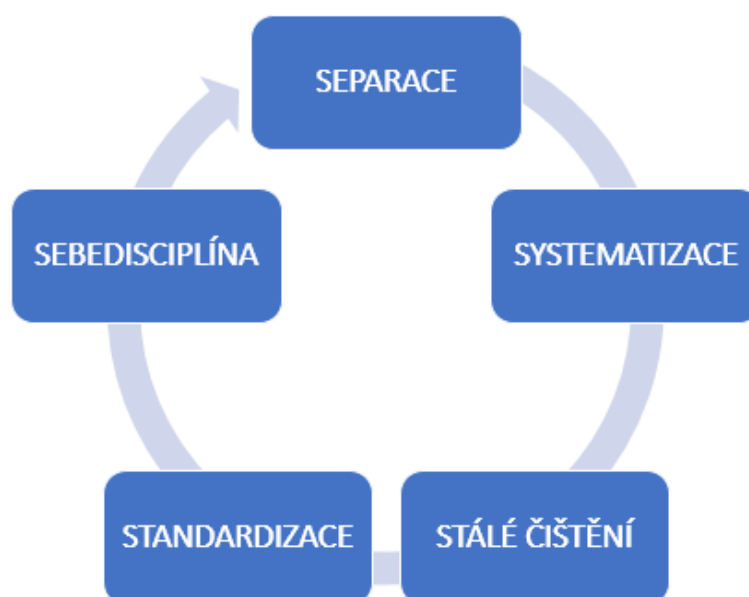 SEPARACE
SYSTEMATIZACE
STÁLÉ ČIŠTĚNÍ
STANDARDIZACE
SEBEDISCIPLÍNA